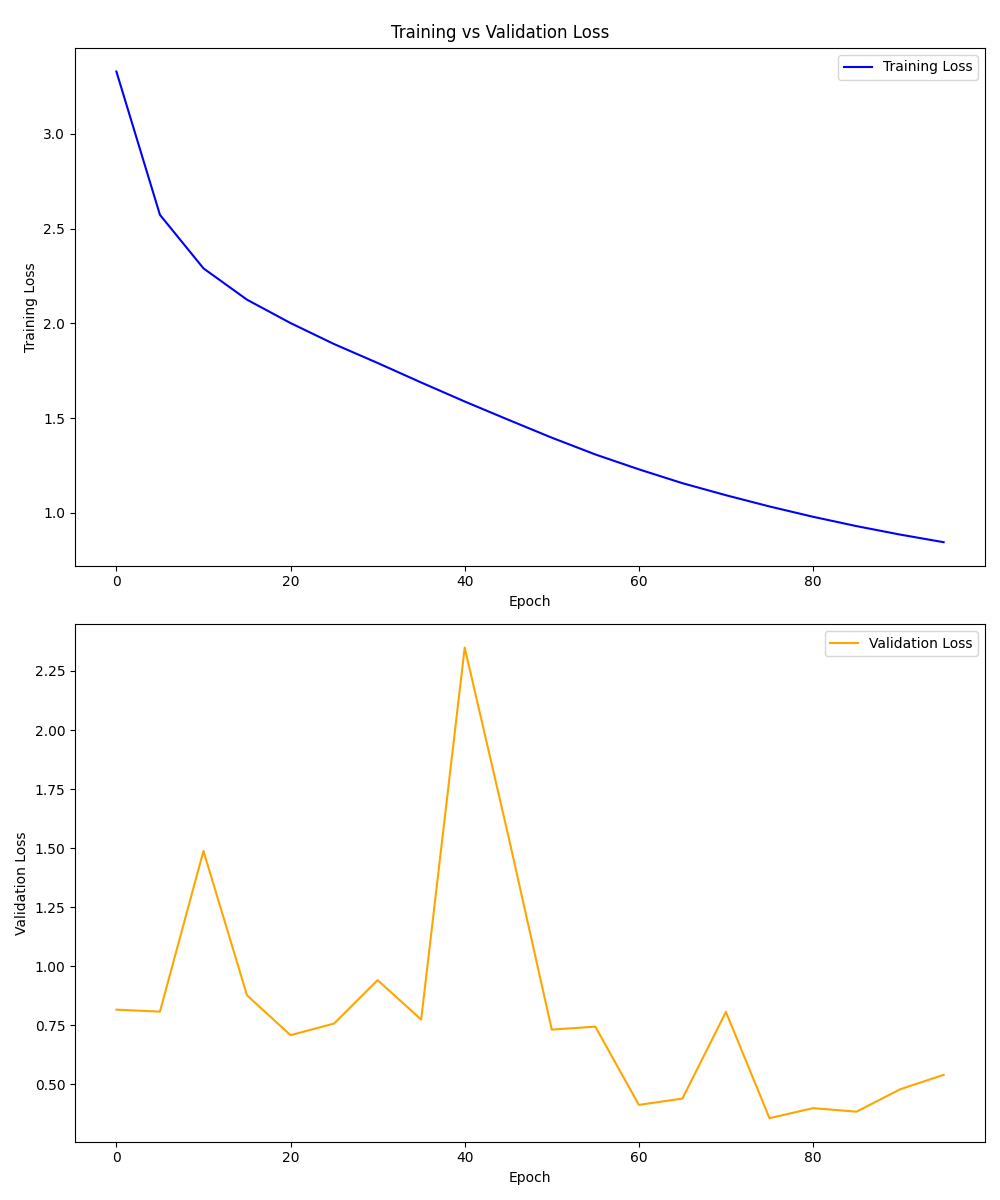 Training vs Validation Loss
Training Loss
3.0
2.5
2.0
1.5
1.0
Training Loss
0 20 40 60 80
Epoch
Validation Loss
2.25
2.00
1.75
1.50
1.25
1.00
0.75
0.50
Validation Loss
0 20 40 60 80
Epoch